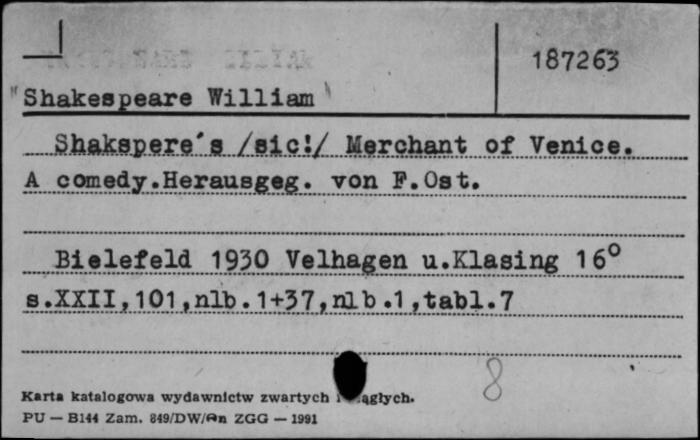 187263
"Shakespeare William"
Shakspere's /sic!/ Merchant of Venice.
A comedy.Herausgeg. von F.Ost.
Bielefeld 1930 Velhagen u.Klasing 16°
s.XXII,101,nlb.1+37,nlb.1,tabl.7
8
Karta katalogowa wydawnictw zwartych
PU — B144 Zam. 849/DW/An ZGG — 1991